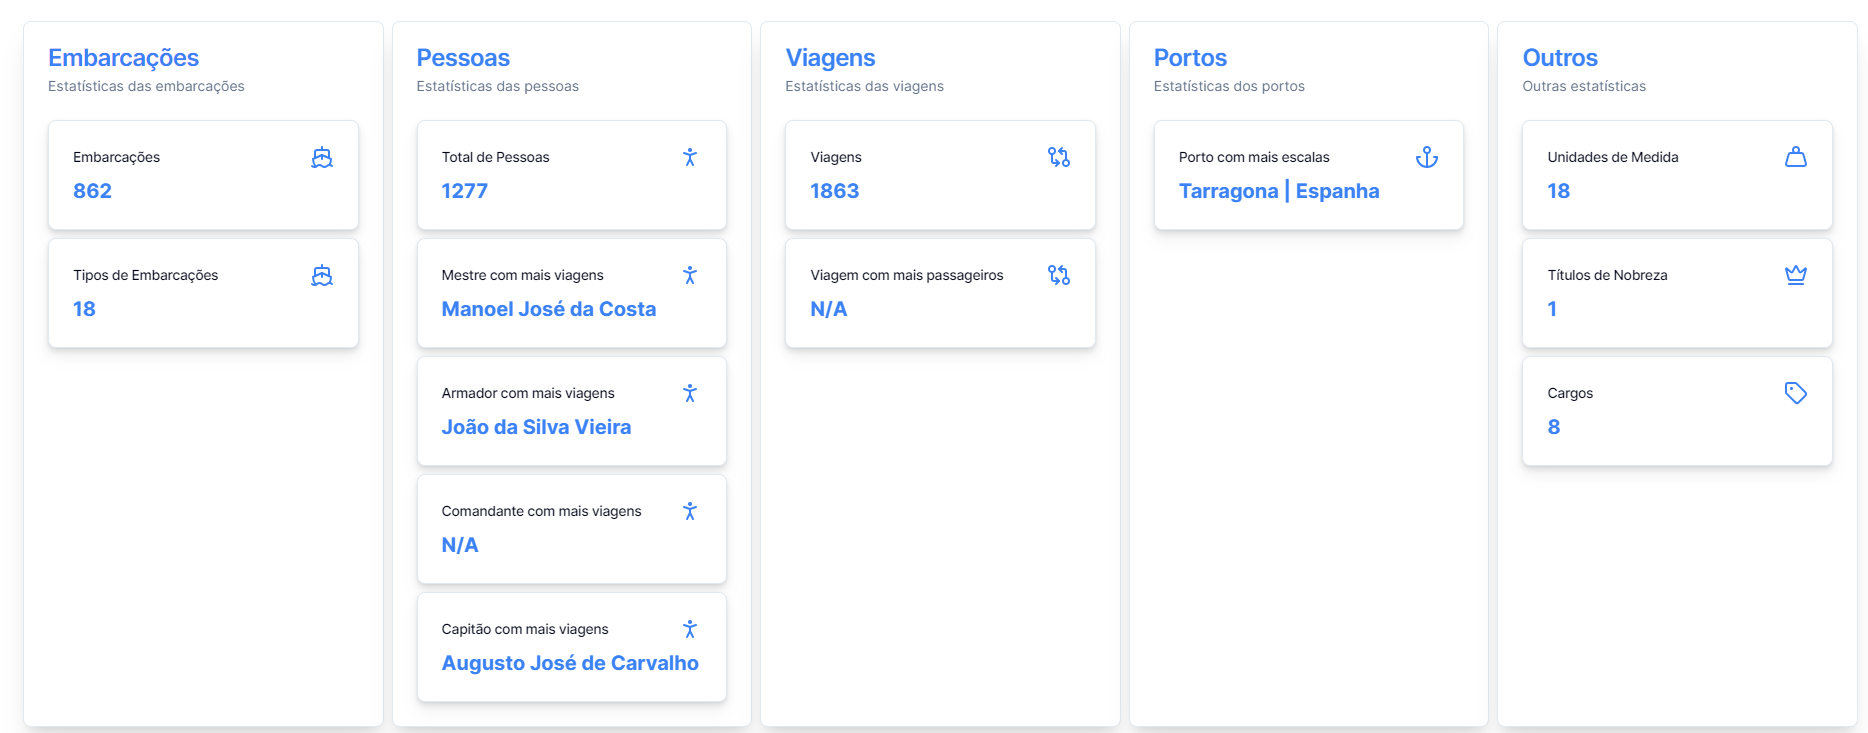 Embarcações
Estatísticas das embarcações
Embarcações
862
Tipos de Embarcações
18
Pessoas
Estatísticas das pessoas
Total de Pessoas
1277
Mestre com mais viagens
Manoel José da Costa
Armador com mais viagens
João da Silva Vieira
Comandante com mais viagens
N/A
Capitão com mais viagens
Augusto José de Carvalho
Viagens
Estatísticas das viagens
Viagens
1863
Viagem com mais passageiros
N/A
Portos
Estatísticas dos portos
Porto com mais escalas
Tarragona | Espanha
Outros
Outras estatísticas
Unidades de Medida
18
Títulos de Nobreza
1
Cargos
8